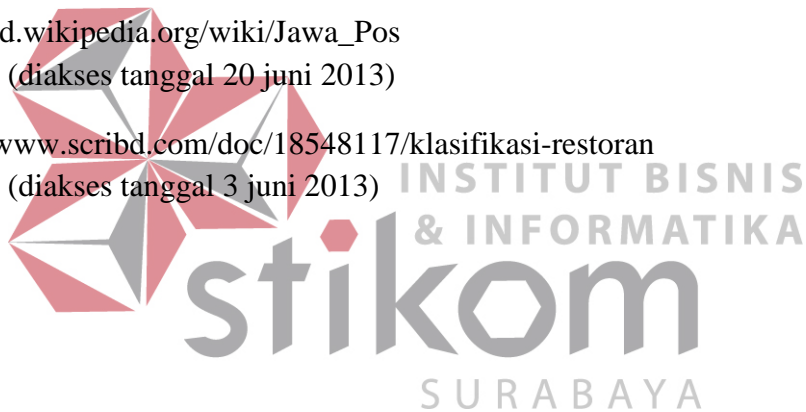 d.wikipedia.org/wiki/Jawa_Pos
(diakses tanggal 20 juni 2013)
www.scribd.com/doc/18548117/klasifikasi-restoran
(diakses tanggal 3 juni 2013)
INSTITUT BISNIS
& INFORMATIKA
stikom
SURABAYA